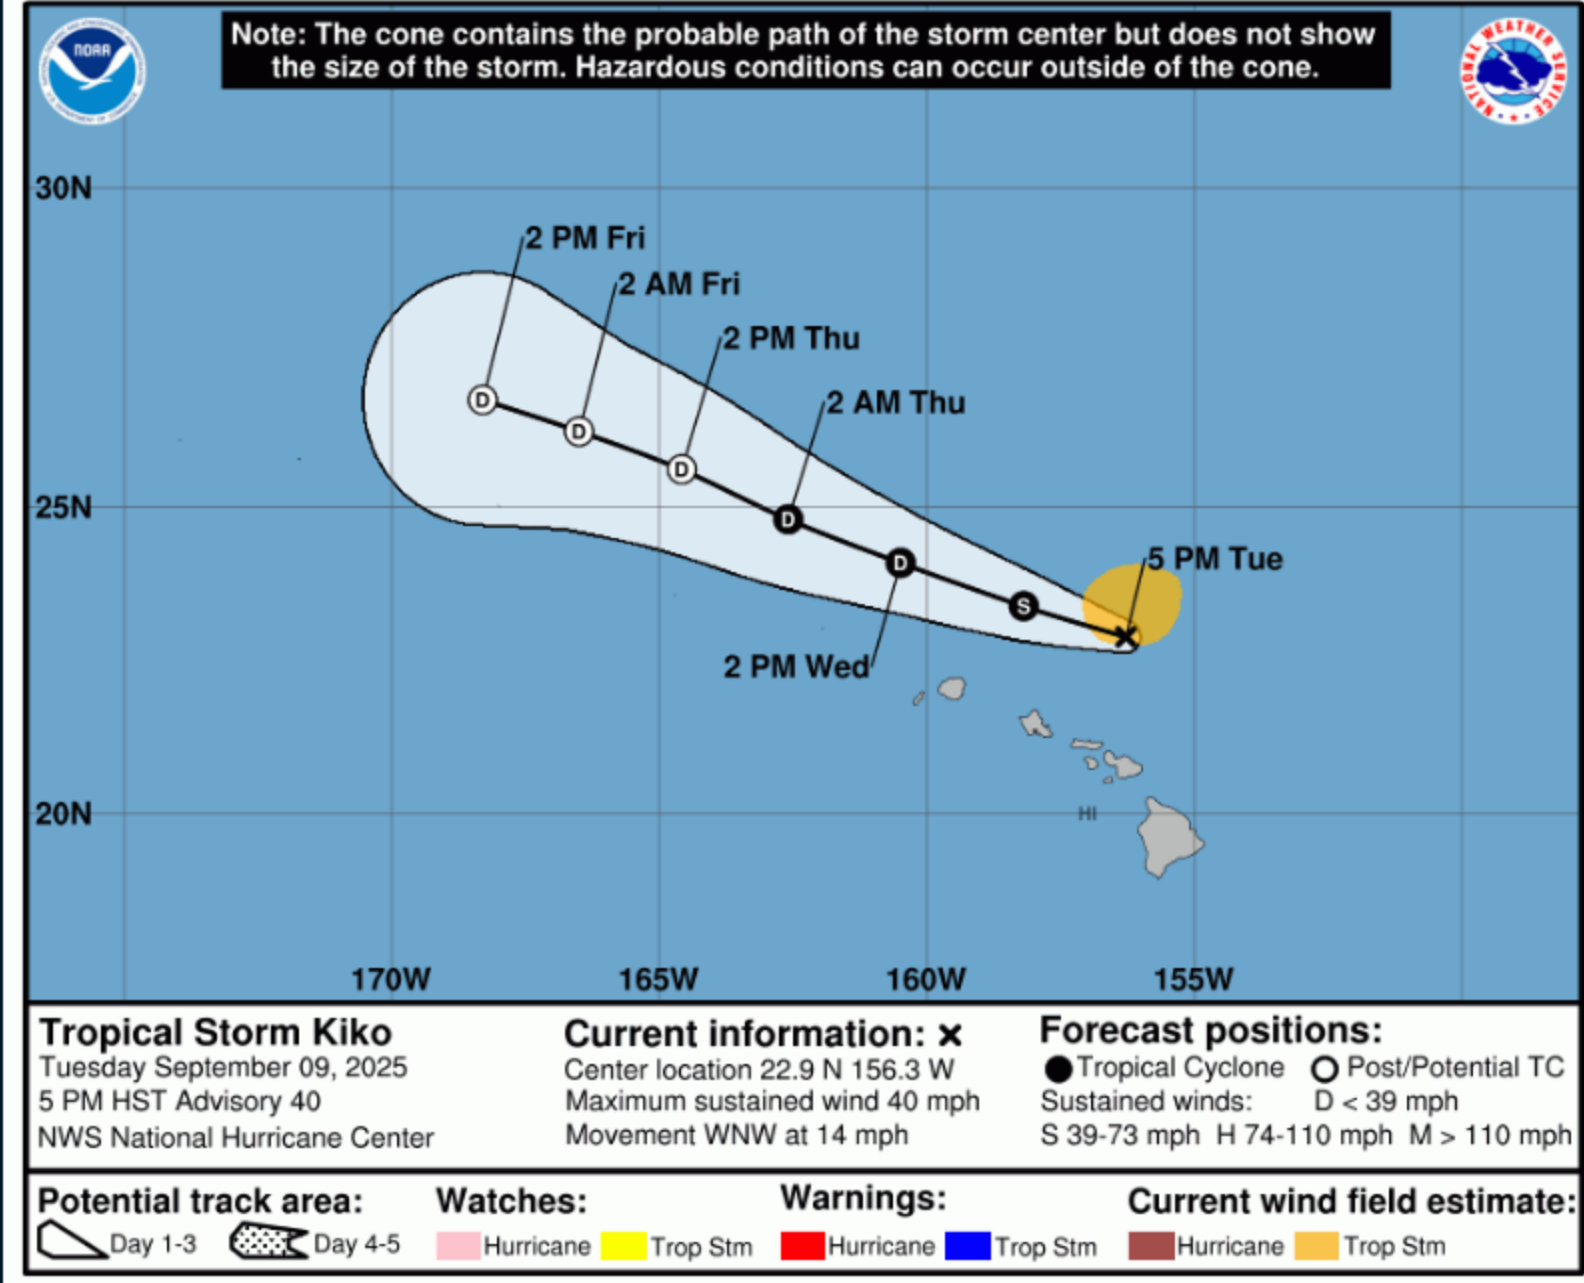 Note: The cone contains the probable path of the storm center but does not show
the size of the storm. Hazardous conditions can occur outside of the cone.
NOAA
NATIONAL WEATHER SERVICE
30N
2 PM Fri
2 AM Fri
2 PM Thu
2 AM Thu
D
D
D
25N
D
D
5 PM Tue
S
2 PM Wed
20N
HI
170W 165W 160W 155W
Tropical Storm Kiko
Tuesday September 09, 2025
5 PM HST Advisory 40
NWS National Hurricane Center
Current information: x
Center location 22.9 N 156.3 W
Maximum sustained wind 40 mph
Movement WNW at 14 mph
Forecast positions:
Tropical Cyclone Post/Potential TC
Sustained winds: D < 39 mph
S 39-73 mph H 74-110 mph M > 110 mph
Potential track area:
Day 1-3 Day 4-5
Watches:
Hurricane Trop Stm
Warnings:
Hurricane Trop Stm
Current wind field estimate:
Hurricane Trop Stm